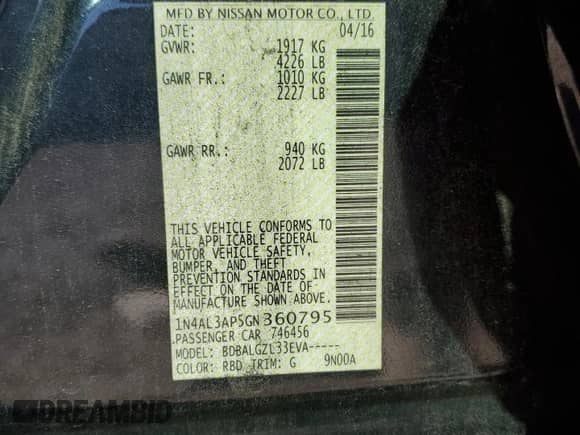 MFD BY NISSAN MOTOR CO., LTD.
DATE: 04/16
GVWR: 1917 KG
4226 LB
GAWR FR.: 1010 KG
2227 LB
GAWR RR.: 940 KG
2072 LB
THIS VEHICLE CONFORMS TO
ALL APPLICABLE FEDERAL
MOTOR VEHICLE SAFETY,
BUMPER, AND THEFT
PREVENTION STANDARDS IN
EFFECT ON THE DATE OF
MANUFACTURE SHOWN ABOVE.
1N4AL3AP5GN360795
PASSENGER CAR 746456
MODEL: BDBALGZL33EVA-----
COLOR: RBD TRIM: G 9N00A
DREAMBID